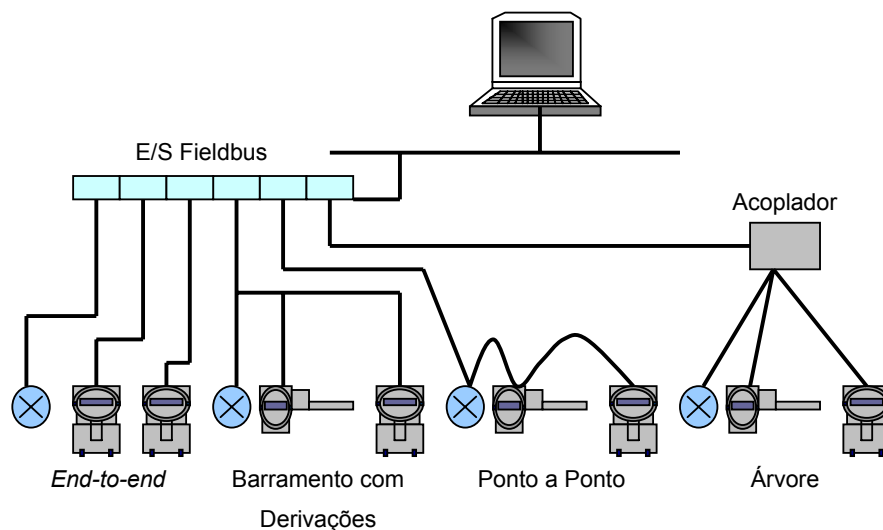 E/S Fieldbus
Acoplador
End-to-end
Barramento com
Derivações
Ponto a Ponto
Árvore